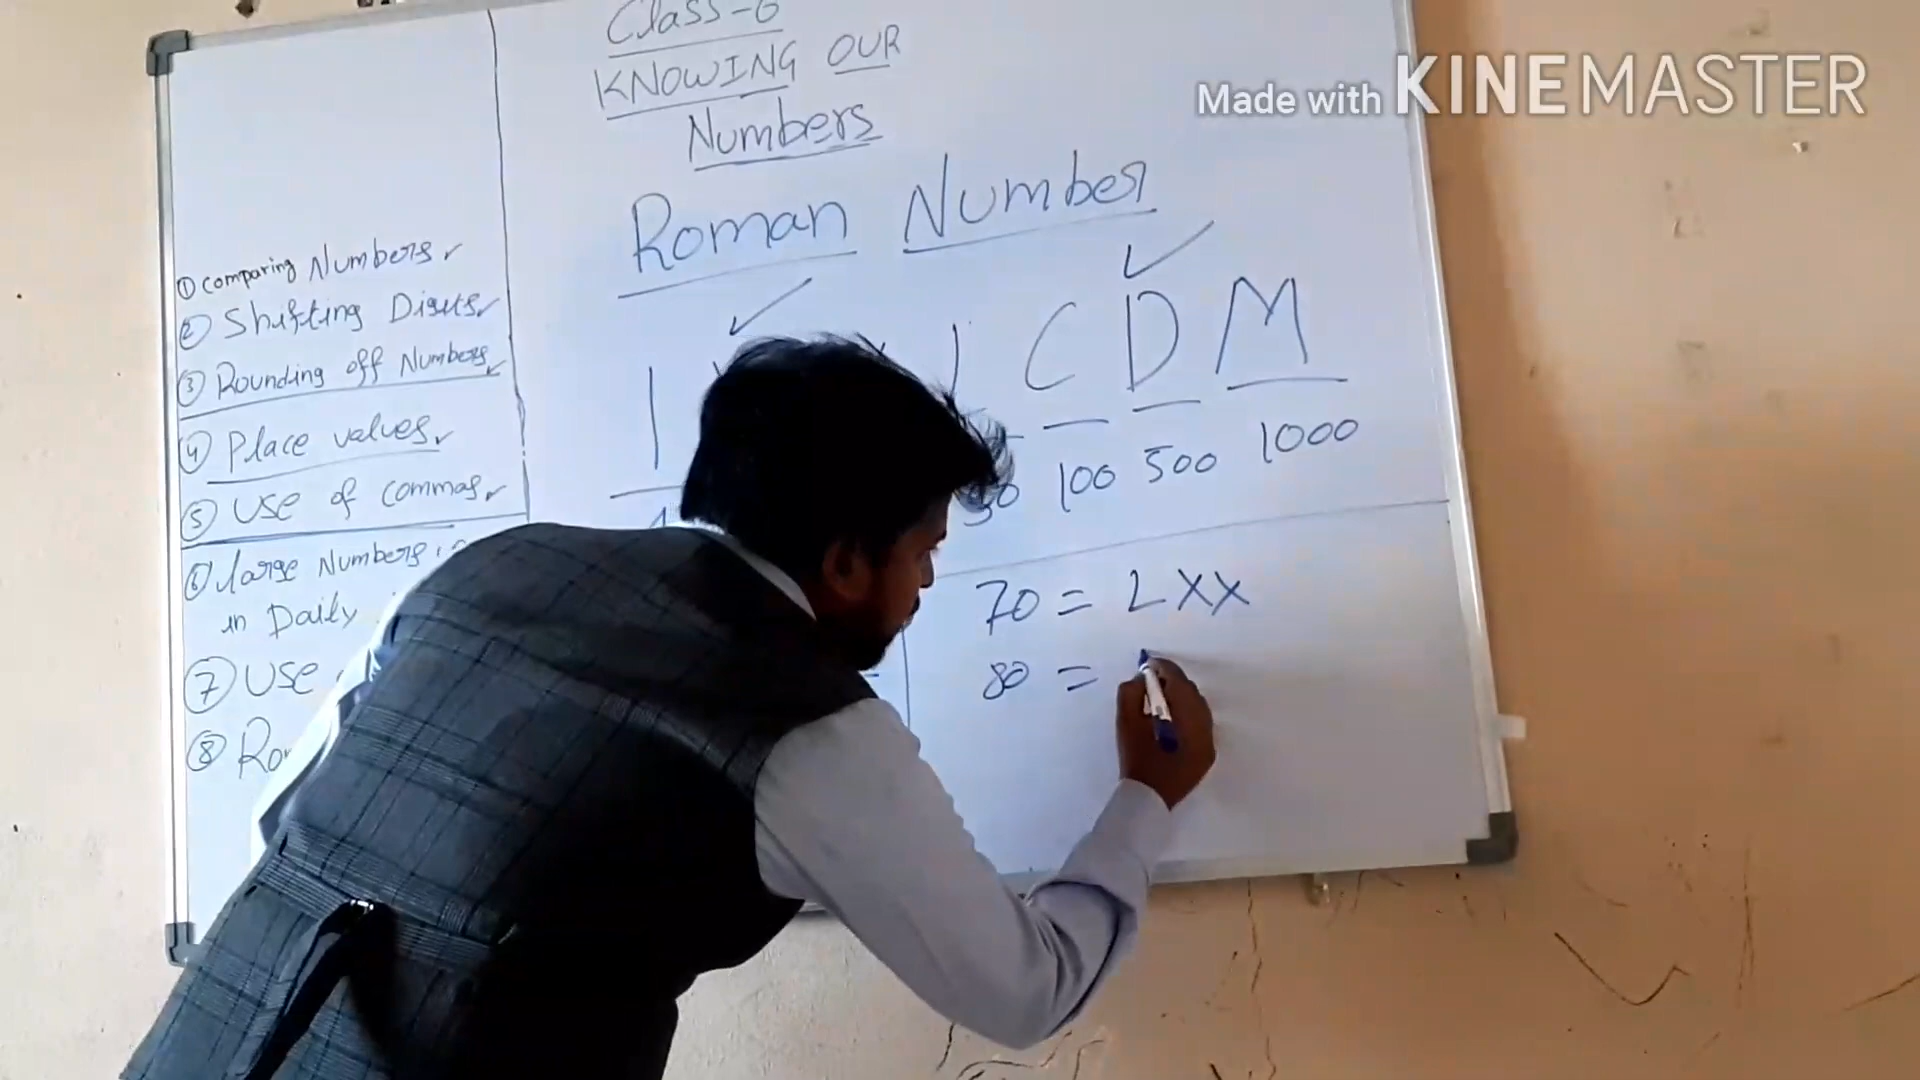 Class-6
KNOWING OUR
Numbers
Made with KINEMASTER
Roman Number
① Comparing Numbers ✓
② Shifting Digits ✓
③ Rounding off Numbers ✓
④ Place values ✓
⑤ Use of commas ✓
⑥ large Numbers
in Daily
⑦ Use
⑧
I C D M
100 500 1000
70 = LXX
80 =